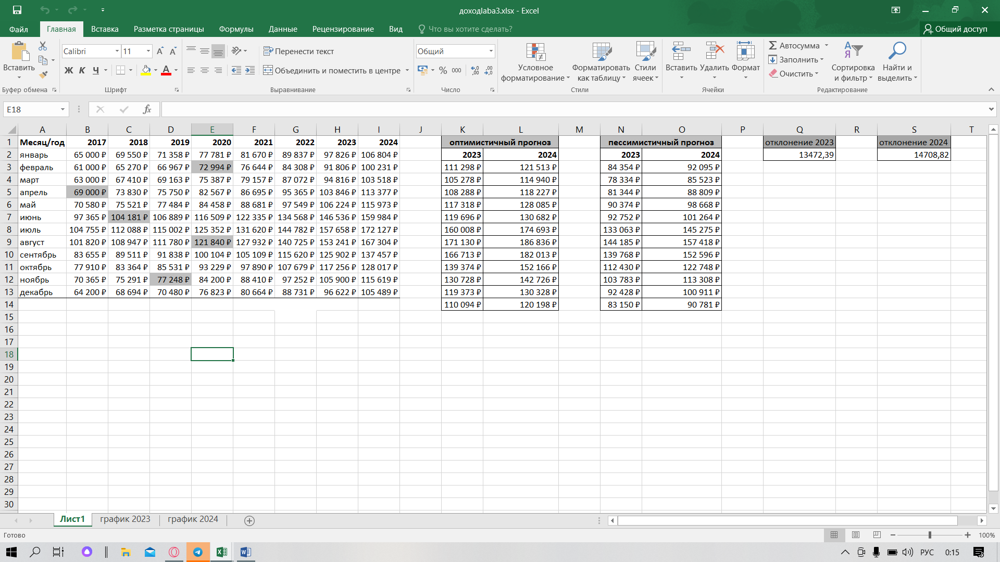 доходlaba3.xlsx - Excel
Файл Главная Вставка Разметка страницы Формулы Данные Рецензирование Вид Что вы хотите сделать? Общий доступ
Вставить
Буфер обмена
Calibri 11
Ж К Ч А
Шрифт
Перенести текст
Объединить и поместить в центре
Выравнивание
Общий
% 000
Число
Условное форматирование
Форматировать как таблицу
Стили ячеек
Стили
Вставить Удалить Формат
Ячейки
Автосумма
Заполнить
Очистить
Сортировка и фильтр
Найти и выделить
Редактирование
E18 fx
A B C D E F G H I J K L M N O P Q R S T
1 Месяц/год 2017 2018 2019 2020 2021 2022 2023 2024 оптимистичный прогноз пессимистичный прогноз отклонение 2023 отклонение 2024
2 январь 65 000 ₽ 69 550 ₽ 71 358 ₽ 77 781 ₽ 81 670 ₽ 89 837 ₽ 97 826 ₽ 106 804 ₽ 2023 2024 2023 2024 13472,39 14708,82
3 февраль 61 000 ₽ 65 270 ₽ 66 967 ₽ 72 994 ₽ 76 644 ₽ 84 308 ₽ 91 806 ₽ 100 231 ₽ 111 298 ₽ 121 513 ₽ 84 354 ₽ 92 095 ₽
4 март 63 000 ₽ 67 410 ₽ 69 163 ₽ 75 387 ₽ 79 157 ₽ 87 072 ₽ 94 816 ₽ 103 518 ₽ 105 278 ₽ 114 940 ₽ 78 334 ₽ 85 523 ₽
5 апрель 69 000 ₽ 73 830 ₽ 75 750 ₽ 82 567 ₽ 86 695 ₽ 95 365 ₽ 103 846 ₽ 113 377 ₽ 108 288 ₽ 118 227 ₽ 81 344 ₽ 88 809 ₽
6 май 70 580 ₽ 75 521 ₽ 77 484 ₽ 84 458 ₽ 88 681 ₽ 97 549 ₽ 106 224 ₽ 115 973 ₽ 117 318 ₽ 128 085 ₽ 90 374 ₽ 98 668 ₽
7 июнь 97 365 ₽ 104 181 ₽ 106 889 ₽ 116 509 ₽ 122 335 ₽ 134 568 ₽ 146 536 ₽ 159 984 ₽ 119 696 ₽ 130 682 ₽ 92 752 ₽ 101 264 ₽
8 июль 104 755 ₽ 112 088 ₽ 115 002 ₽ 125 352 ₽ 131 620 ₽ 144 782 ₽ 157 658 ₽ 172 127 ₽ 160 008 ₽ 174 693 ₽ 133 063 ₽ 145 275 ₽
9 август 101 820 ₽ 108 947 ₽ 111 780 ₽ 121 840 ₽ 127 932 ₽ 140 725 ₽ 153 241 ₽ 167 304 ₽ 171 130 ₽ 186 836 ₽ 144 185 ₽ 157 418 ₽
10 сентябрь 83 655 ₽ 89 511 ₽ 91 838 ₽ 100 104 ₽ 105 109 ₽ 115 620 ₽ 125 902 ₽ 137 457 ₽ 166 713 ₽ 182 013 ₽ 139 768 ₽ 152 596 ₽
11 октябрь 77 910 ₽ 83 364 ₽ 85 531 ₽ 93 229 ₽ 97 890 ₽ 107 679 ₽ 117 256 ₽ 128 017 ₽ 139 374 ₽ 152 166 ₽ 112 430 ₽ 122 748 ₽
12 ноябрь 70 365 ₽ 75 291 ₽ 77 248 ₽ 84 200 ₽ 88 410 ₽ 97 252 ₽ 105 900 ₽ 115 619 ₽ 130 728 ₽ 142 726 ₽ 103 783 ₽ 113 308 ₽
13 декабрь 64 200 ₽ 68 694 ₽ 70 480 ₽ 76 823 ₽ 80 664 ₽ 88 731 ₽ 96 622 ₽ 105 489 ₽ 119 373 ₽ 130 328 ₽ 92 428 ₽ 100 911 ₽
14 110 094 ₽ 120 198 ₽ 83 150 ₽ 90 781 ₽
15
16
17
18
19
20
21
22
23
24
25
26
27
28
29
30
Лист1 график 2023 график 2024
Готово 100%
РУС 0:15